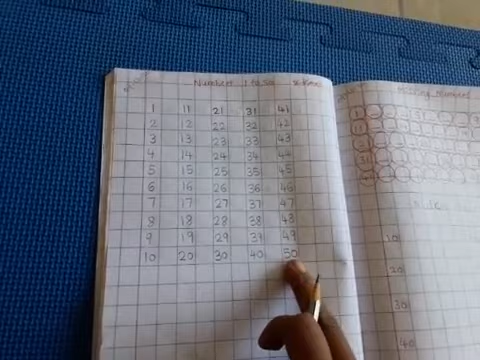 Number 1 to 50
1 11 21 31 41
2 12 22 32 42
3 13 23 33 43
4 14 24 34 44
5 15 25 35 45
6 16 26 36 46
7 17 27 37 47
8 18 28 38 48
9 19 29 39 49
10 20 30 40 50
Missing Number
10
20
30
40